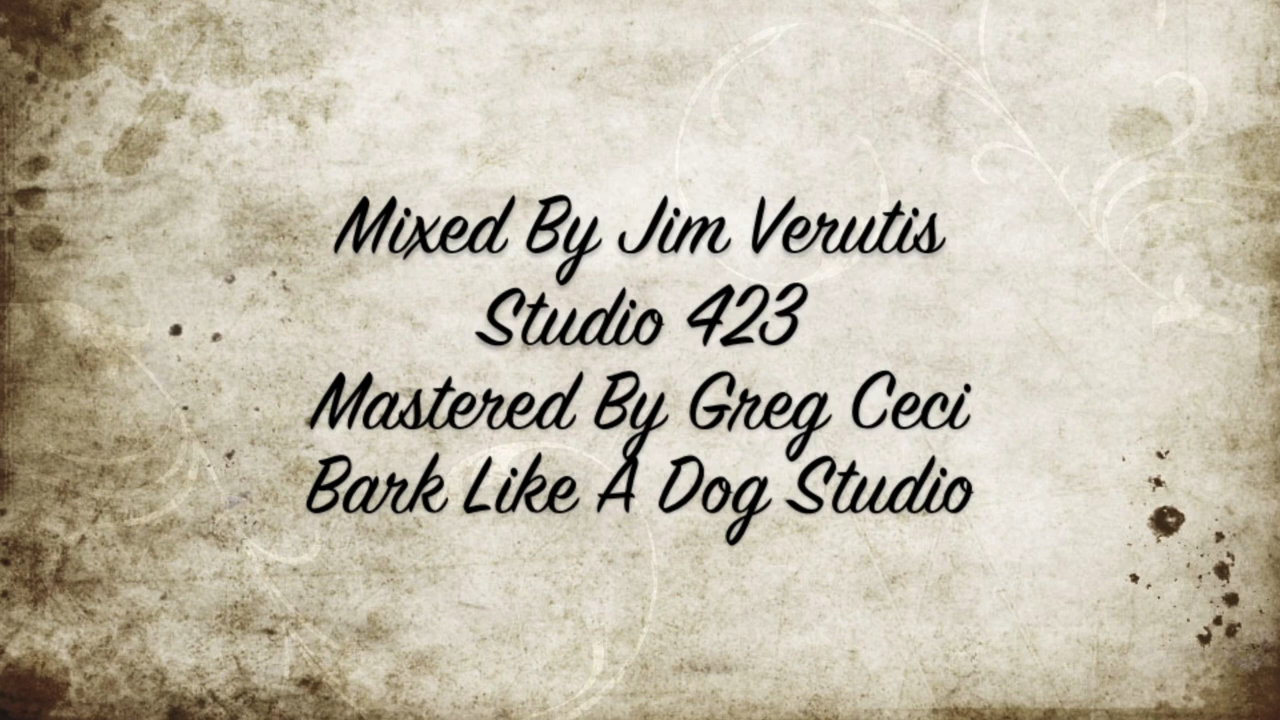 Mixed By Jim Verutis
Studio 423
Mastered By Greg Ceci
Bark Like A Dog Studio